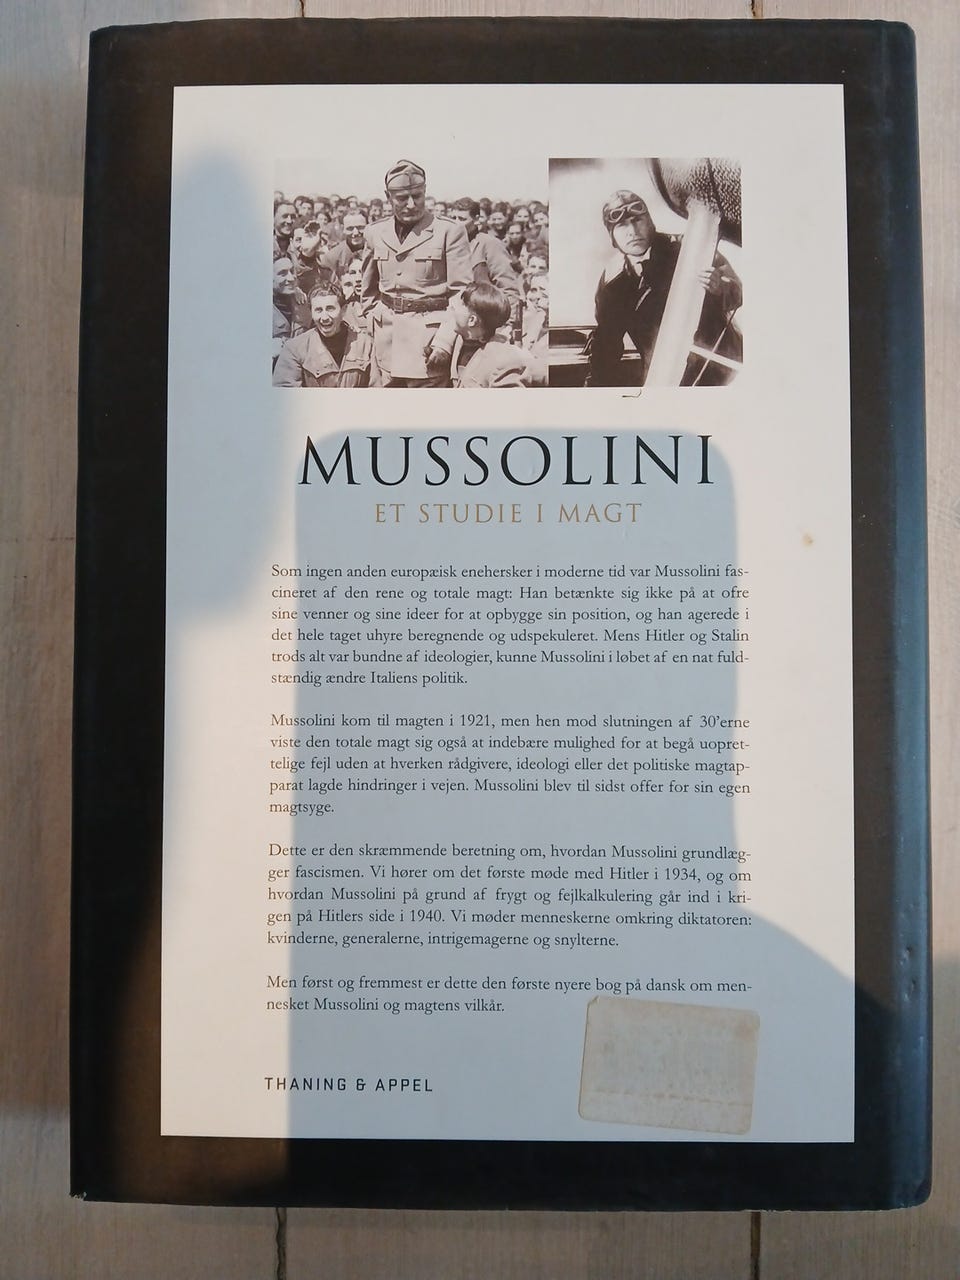 MUSSOLINI
ET STUDIE I MAGT
Som ingen anden europæisk enehersker i moderne tid var Mussolini fas-
cineret af den rene og totale magt: Han betænkte sig ikke på at ofre
sine venner og sine ideer for at opbygge sin position, og han agerede i
det hele taget uhyre beregnende og udspekuleret. Mens Hitler og Stalin
trods alt var bundne af ideologier, kunne Mussolini i løbet af en nat fuld-
stændig ændre Italiens politik.
Mussolini kom til magten i 1921, men hen mod slutningen af 30'erne
viste den totale magt sig også at indebære mulighed for at begå uopret-
telige fejl uden at hverken rådgivere, ideologi eller det politiske magtap-
parat lagde hindringer i vejen. Mussolini blev til sidst offer for sin egen
magtsyge.
Dette er den skræmmende beretning om, hvordan Mussolini grundlæg-
ger fascismen. Vi hører om det første møde med Hitler i 1934, og om
hvordan Mussolini på grund af frygt og fejlkalkulering går ind i kri-
gen på Hitlers side i 1940. Vi møder menneskerne omkring diktatoren:
kvinderne, generalerne, intrigemagerne og snylterne.
Men først og fremmest er dette den første nyere bog på dansk om men-
nesket Mussolini og magtens vilkår.
THANING & APPEL